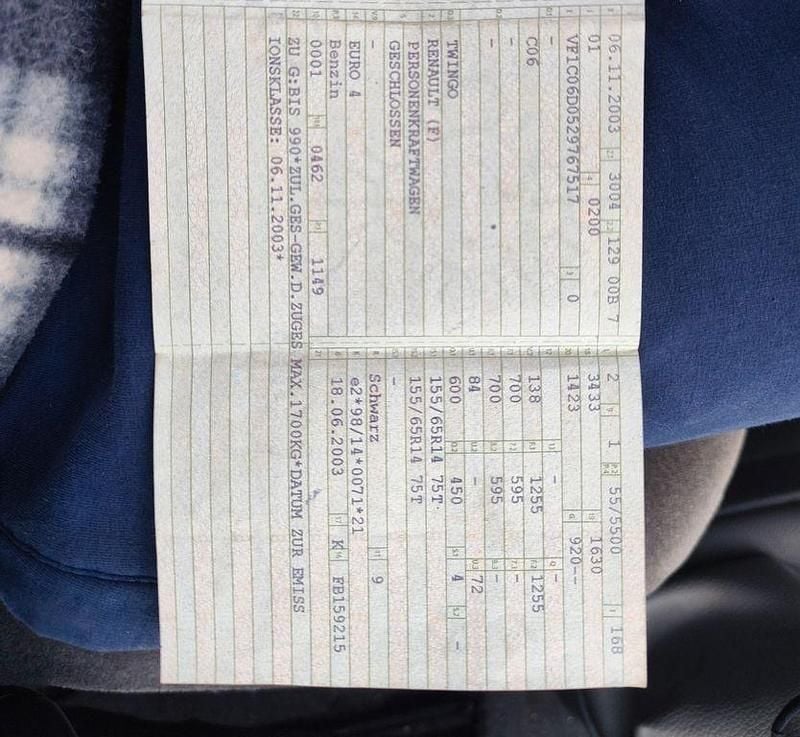 06.11.2003 3004 129 00B 7
01 0200
VF1C06D0529767517 0
-
C06 -
-
TWINGO
RENAULT (F)
PERSONENKRAFTWAGEN
GESCHLOSSEN
-
EURO 4
Benzin
0001 0462 1149
2 1 55/5500 168
3433 1630
1423 920--
- -
138 1255 1255
700 595 -
700 595 -
84 - 72
600 450 4 -
155/65R14 75T
155/65R14 75T
-
Schwarz 9
e2*98/14*0071*21
18.06.2003 K FB159215
ZU G:BIS 990*ZUL.GES-GEW.D.ZUGES MAX.1700KG*DATUM ZUR EMISS
IONSKLASSE: 06.11.2003*